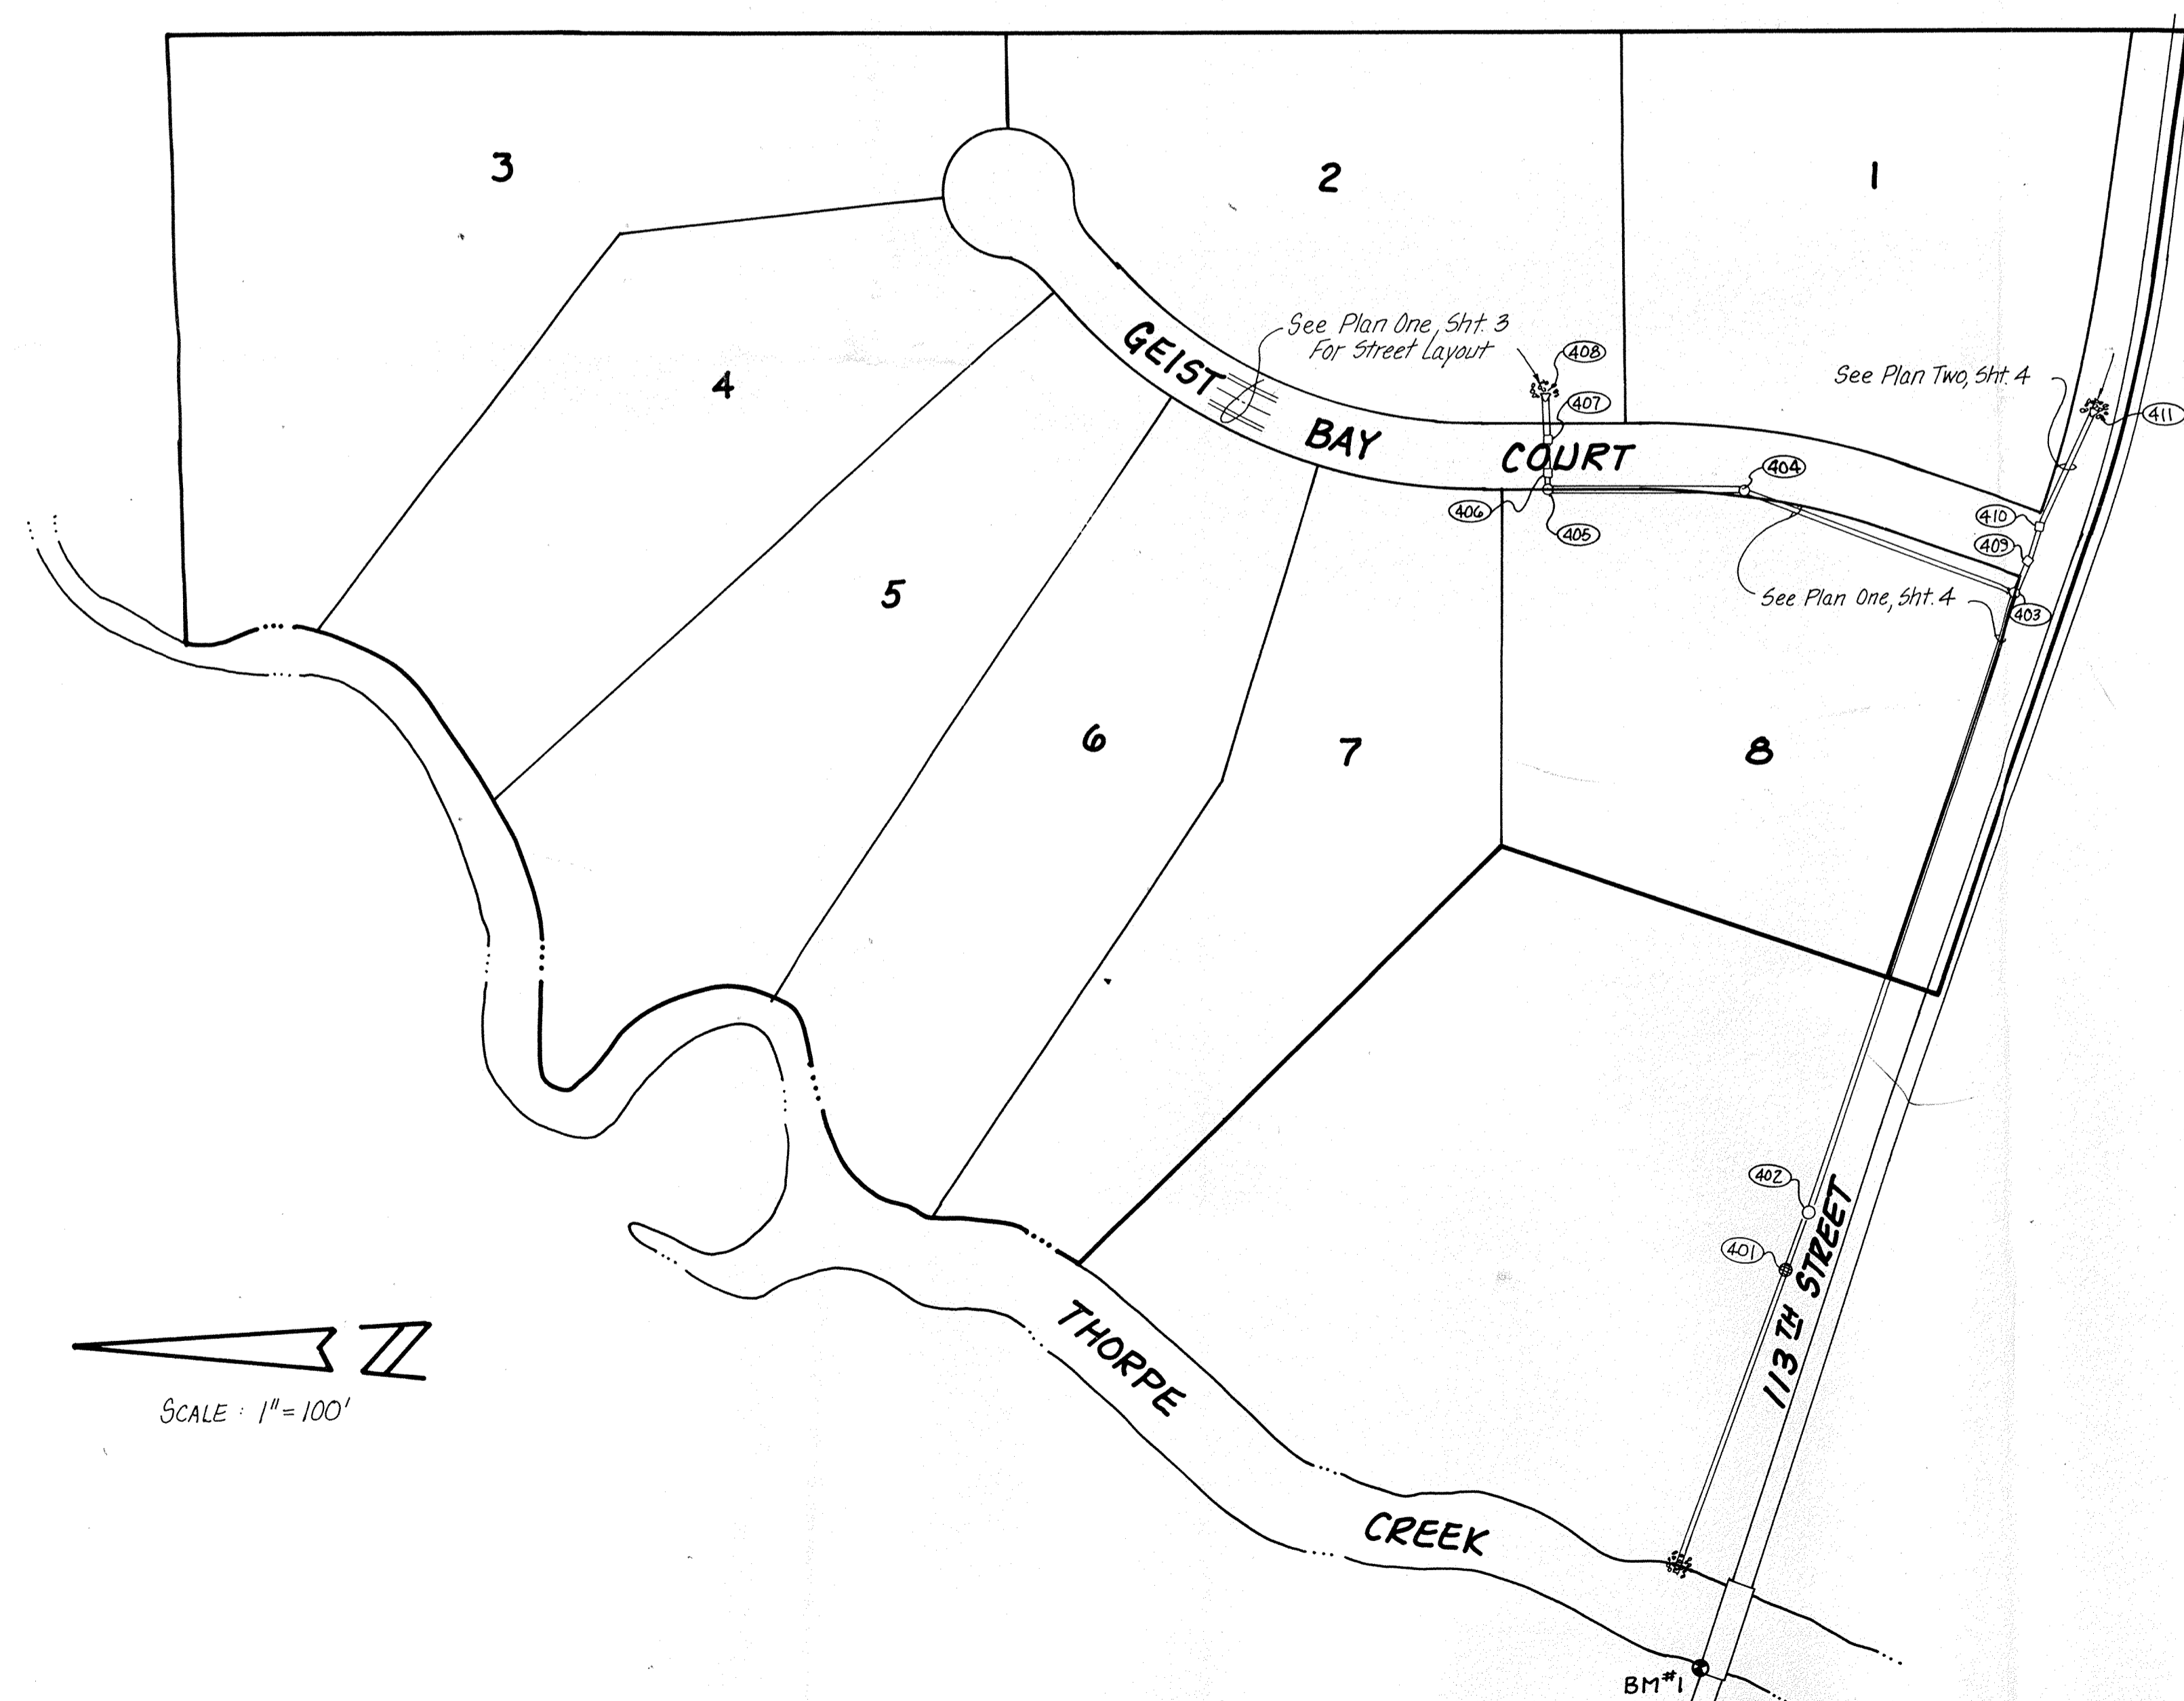 3
2
1
See Plan One, Sht. 3
For Street Layout
408
See Plan Two, Sht. 4
4
407
411
GEIST BAY COURT
404
406
405
410
409
5
See Plan One, Sht. 4
403
6
7
8
402
401
113TH STREET
THORPE CREEK
N
SCALE : 1"=100'
BM#1